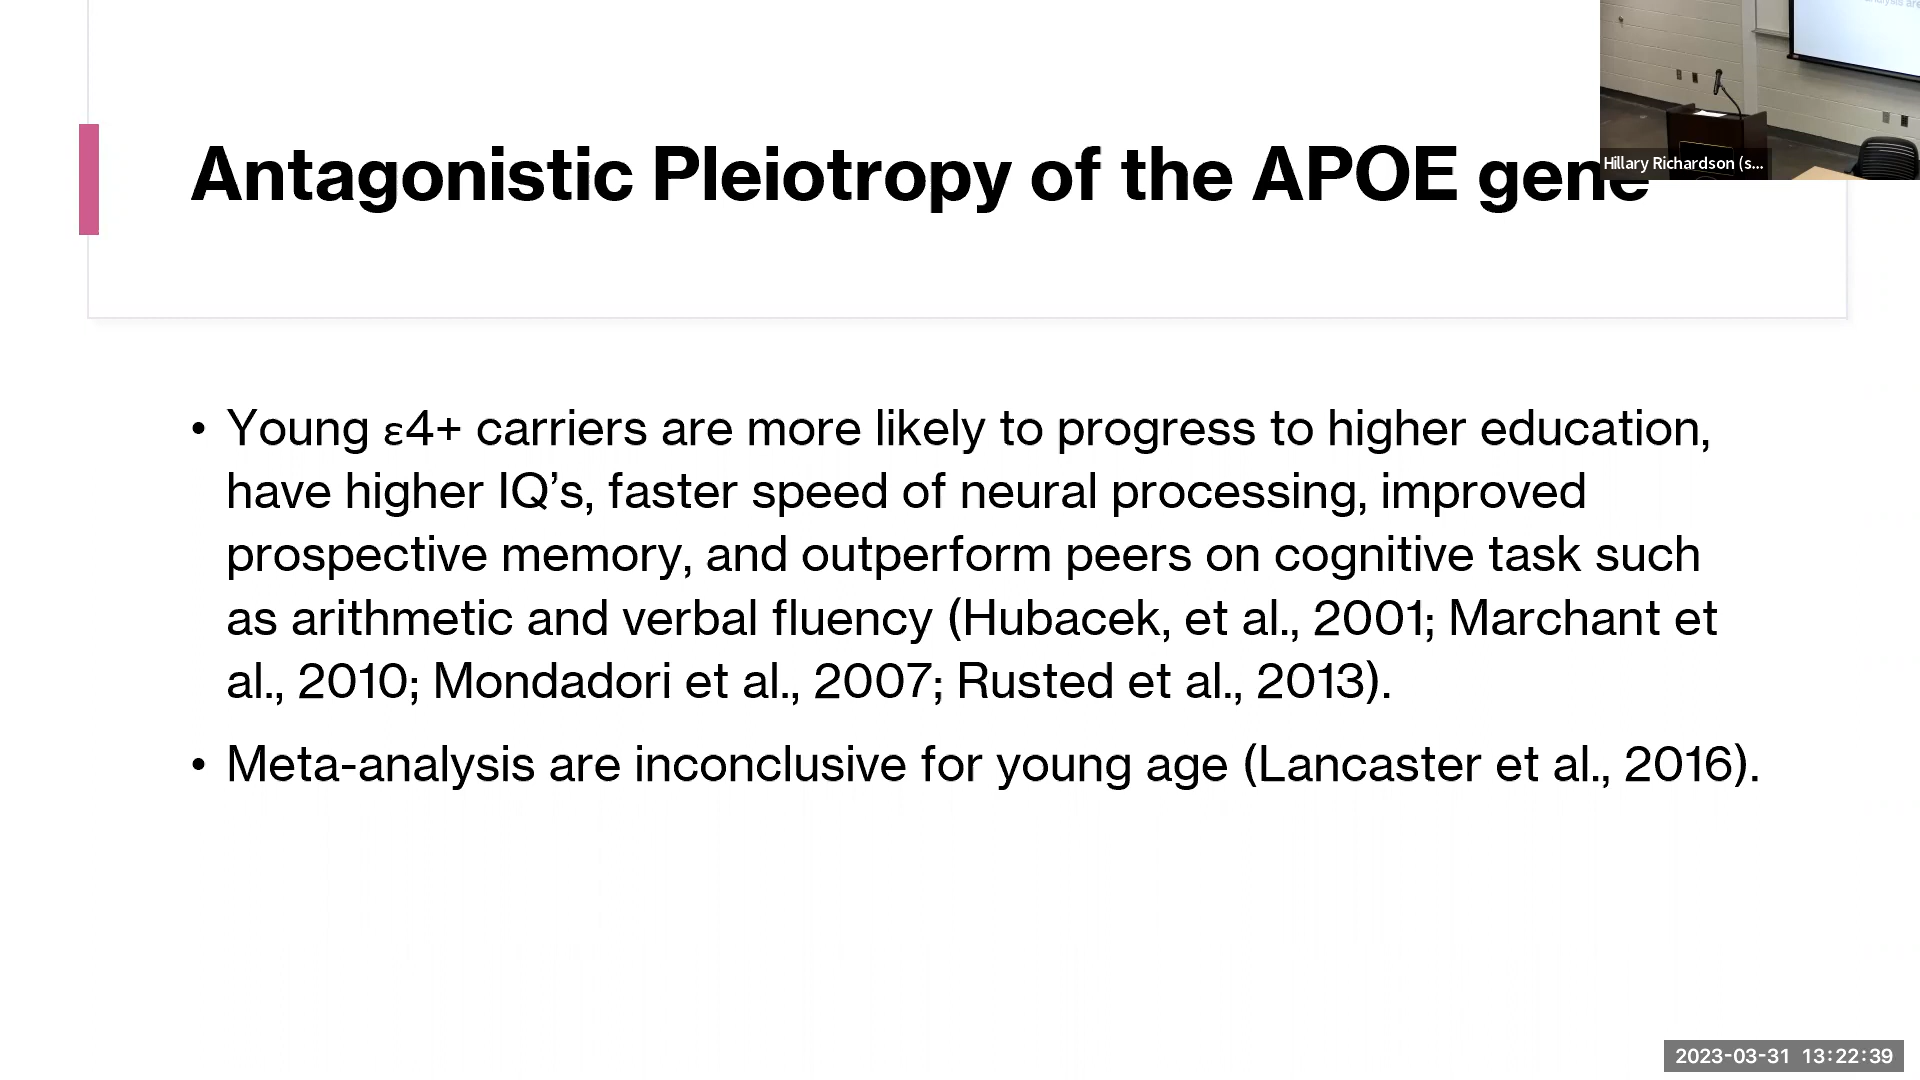 Antagonistic Pleiotropy of the APOE gene
Hillary Richardson (s...
• Young ε4+ carriers are more likely to progress to higher education,
have higher IQ’s, faster speed of neural processing, improved
prospective memory, and outperform peers on cognitive task such
as arithmetic and verbal fluency (Hubacek, et al., 2001; Marchant et
al., 2010; Mondadori et al., 2007; Rusted et al., 2013).
• Meta-analysis are inconclusive for young age (Lancaster et al., 2016).
2023-03-31 13:22:39